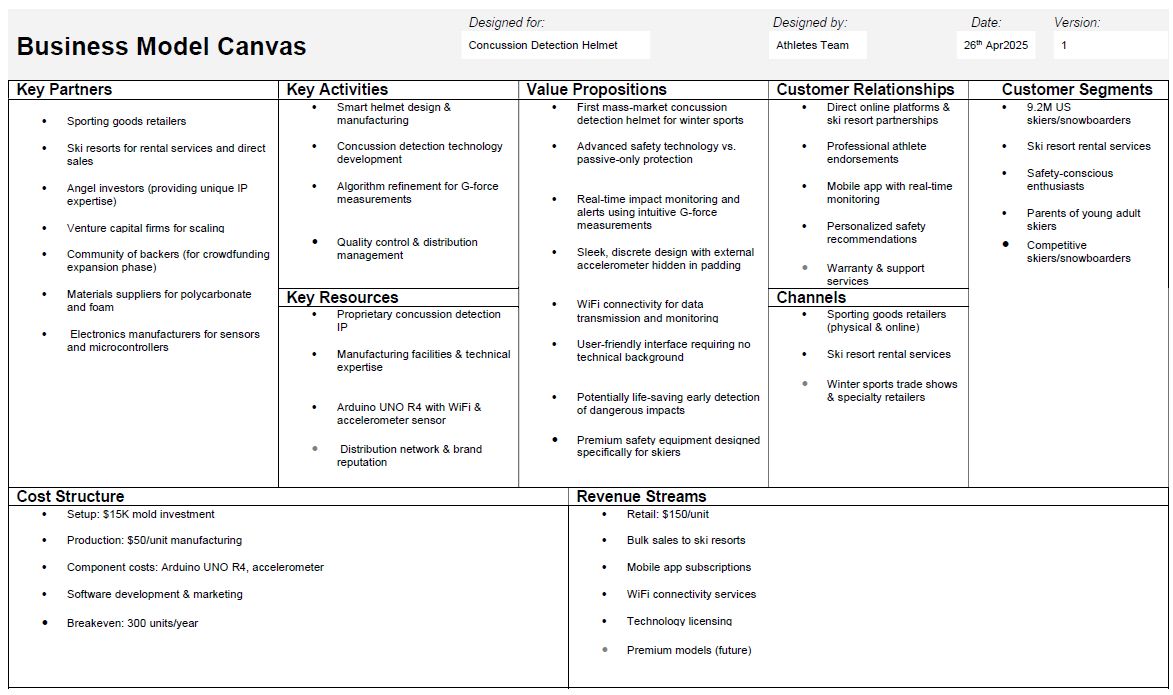 Designed for:
Designed by:
Date:
Version:
Business Model Canvas
Concussion Detection Helmet
Athletes Team
26th Apr2025
1
Key Partners
Sporting goods retailers
Ski resorts for rental services and direct
sales
Angel investors (providing unique IP
expertise)
Venture capital firms for scaling
Community of backers (for crowdfunding
expansion phase)
Materials suppliers for polycarbonate
and foam
Electronics manufacturers for sensors
and microcontrollers
Key Activities
Smart helmet design &
manufacturing
Concussion detection technology
development
Algorithm refinement for G-force
measurements
Quality control & distribution
management
Key Resources
Proprietary concussion detection
IP
Manufacturing facilities & technical
expertise
Arduino UNO R4 with WiFi &
accelerometer sensor
Distribution network & brand
reputation
Value Propositions
First mass-market concussion
detection helmet for winter sports
Advanced safety technology vs.
passive-only protection
Real-time impact monitoring and
alerts using intuitive G-force
measurements
Sleek, discrete design with external
accelerometer hidden in padding
WiFi connectivity for data
transmission and monitoring
User-friendly interface requiring no
technical background
Potentially life-saving early detection
of dangerous impacts
Premium safety equipment designed
specifically for skiers
Customer Relationships
Direct online platforms &
ski resort partnerships
Professional athlete
endorsements
Mobile app with real-time
monitoring
Personalized safety
recommendations
Warranty & support
services
Channels
Sporting goods retailers
(physical & online)
Ski resort rental services
Winter sports trade shows
& specialty retailers
Customer Segments
9.2M US
skiers/snowboarders
Ski resort rental services
Safety-conscious
enthusiasts
Parents of young adult
skiers
Competitive
skiers/snowboarders
Cost Structure
Setup: $15K mold investment
Production: $50/unit manufacturing
Component costs: Arduino UNO R4, accelerometer
Software development & marketing
Breakeven: 300 units/year
Revenue Streams
Retail: $150/unit
Bulk sales to ski resorts
Mobile app subscriptions
WiFi connectivity services
Technology licensing
Premium models (future)